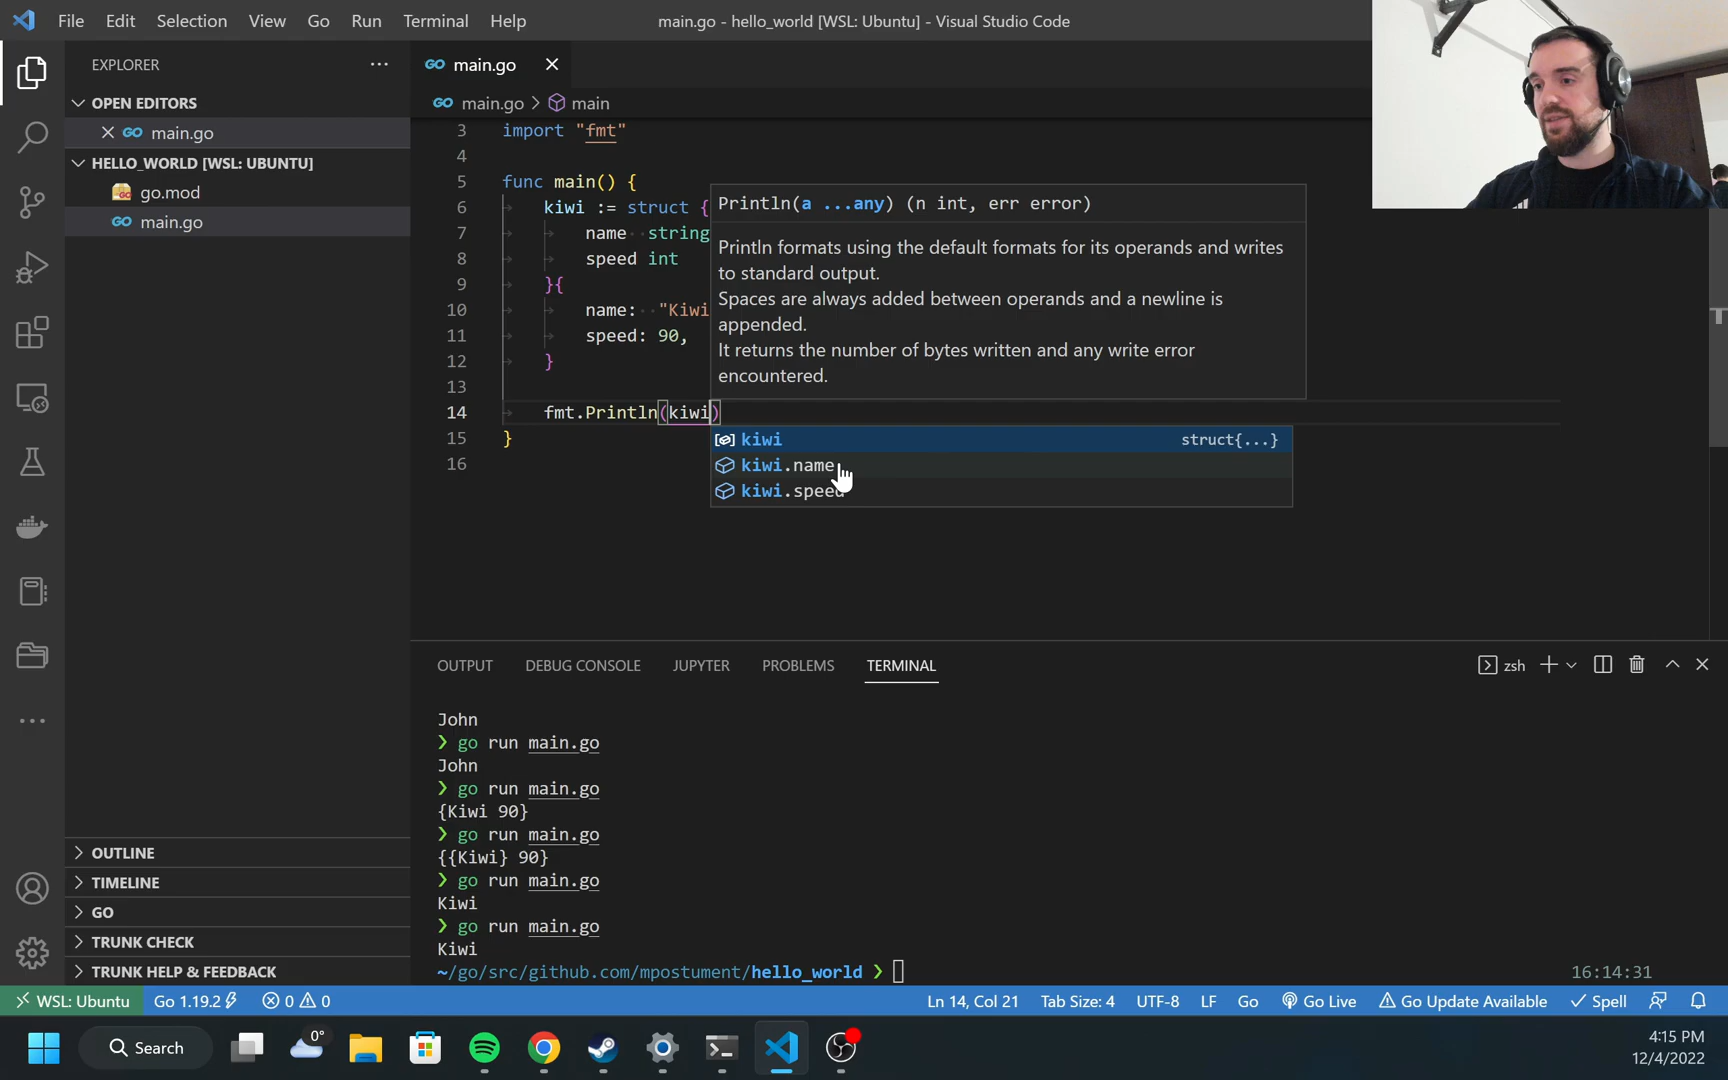 File Edit Selection View Go Run Terminal Help
main.go - hello_world [WSL: Ubuntu] - Visual Studio Code
EXPLORER
OPEN EDITORS
main.go
HELLO_WORLD [WSL: UBUNTU]
go.mod
main.go
main.go
main.go > main
3 import "fmt"
4
5 func main() {
6 kiwi := struct {
7 name string
8 speed int
9 }{
10 name: "Kiwi
11 speed: 90,
12 }
13
14 fmt.Println(kiwi)
15 }
16
Println(a ...any) (n int, err error)
Println formats using the default formats for its operands and writes
to standard output.
Spaces are always added between operands and a newline is
appended.
It returns the number of bytes written and any write error
encountered.
kiwi struct{...}
kiwi.name
kiwi.speed
OUTPUT DEBUG CONSOLE JUPYTER PROBLEMS TERMINAL
zsh
John
❯ go run main.go
John
❯ go run main.go
{Kiwi 90}
❯ go run main.go
{{Kiwi} 90}
❯ go run main.go
Kiwi
❯ go run main.go
Kiwi
~/go/src/github.com/mpostument/hello_world ❯ 16:14:31
OUTLINE
TIMELINE
GO
TRUNK CHECK
TRUNK HELP & FEEDBACK
WSL: Ubuntu Go 1.19.2 0 0 Ln 14, Col 21 Tab Size: 4 UTF-8 LF Go Go Live Go Update Available Spell
Search
0°
4:15 PM
12/4/2022